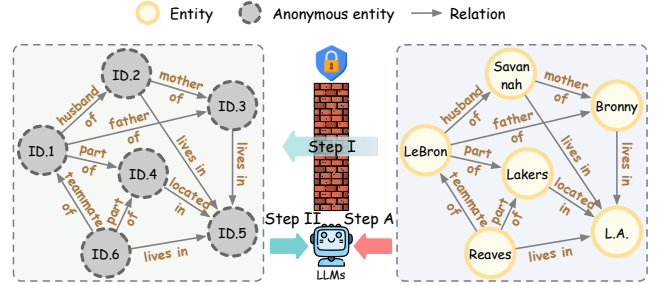 Entity
Anonymous entity
Relation
ID.2
mother
of
husband
of
ID.3
father
of
ID.1
part
of
lives in
lives in
ID.4
located
in
teammate
of
part
of
ID.5
ID.6
lives in
Step I
Step II
Step A
LLMs
Savan
nah
mother
of
husband
of
Bronny
father
of
LeBron
part
of
lives in
lives in
Lakers
located
in
teammate
of
part
of
L.A.
Reaves
lives in